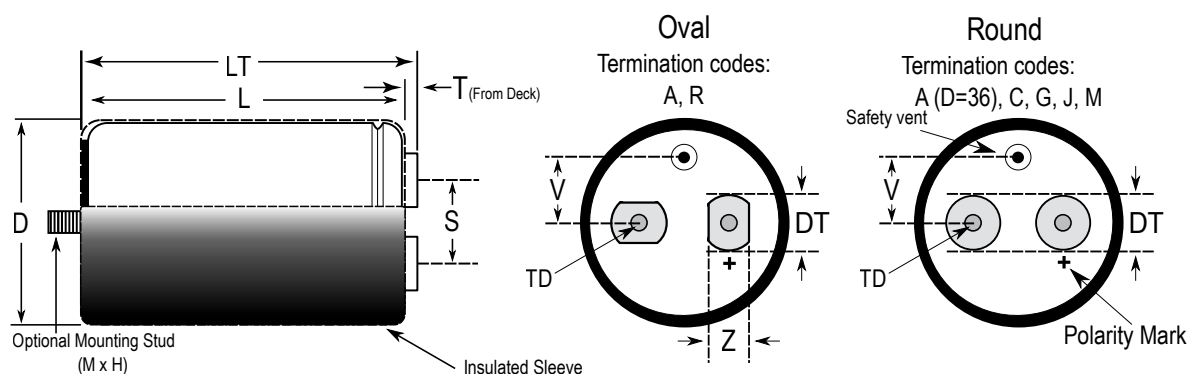 LT
L
T (From Deck)
D
S
Optional Mounting Stud
(M x H)
Insulated Sleeve
Oval
Termination codes:
A, R
V
DT
TD
+
Z
Round
Termination codes:
A (D=36), C, G, J, M
Safety vent
V
DT
TD
+
Polarity Mark